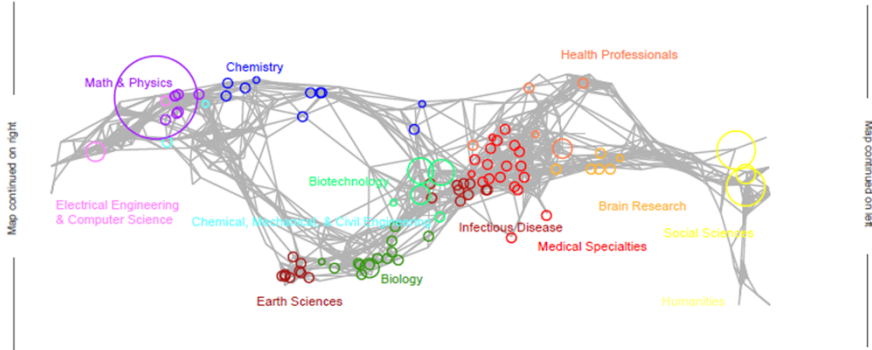 Map continued on right
Map continued on left
Health Professionals
Chemistry
Math & Physics
Biotechnology
Electrical Engineering
& Computer Science
Brain Research
Chemical, Mechanical, & Civil Engineering
Infectious Disease
Social Sciences
Medical Specialties
Biology
Earth Sciences
Humanities